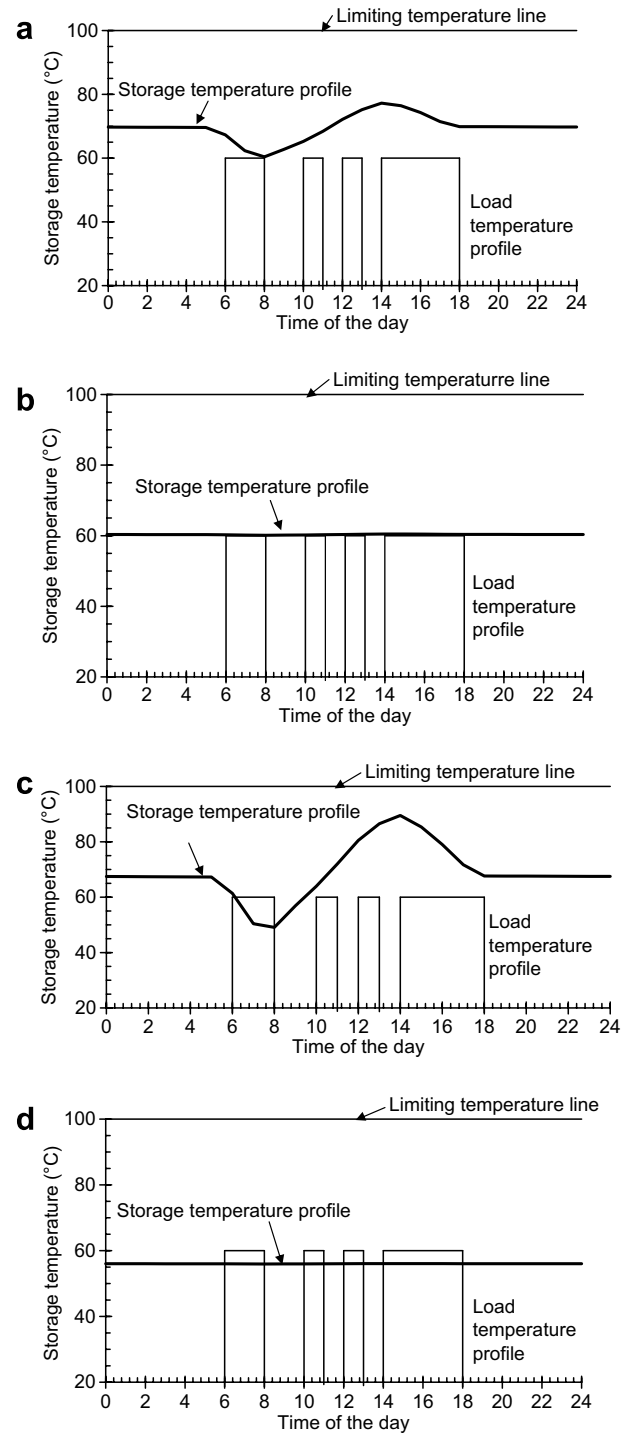 a
Limiting temperature line
Storage temperature profile
Storage temperature (°C)
100
80
60
40
20
Load
temperature
profile
0 2 4 6 8 10 12 14 16 18 20 22 24
Time of the day
b
Limiting temperaturre line
Storage temperature profile
Storage temperature (°C)
100
80
60
40
20
Load
temperature
profile
0 2 4 6 8 10 12 14 16 18 20 22 24
Time of the day
c
Limiting temperature line
Storage temperature profile
Storage temperature (°C)
100
80
60
40
20
Load
temperature
profile
0 2 4 6 8 10 12 14 16 18 20 22 24
Time of the day
d
Limiting temperature line
Storage temperature profile
Storage temperature (°C)
100
80
60
40
20
Load
temperature
profile
0 2 4 6 8 10 12 14 16 18 20 22 24
Time of the day